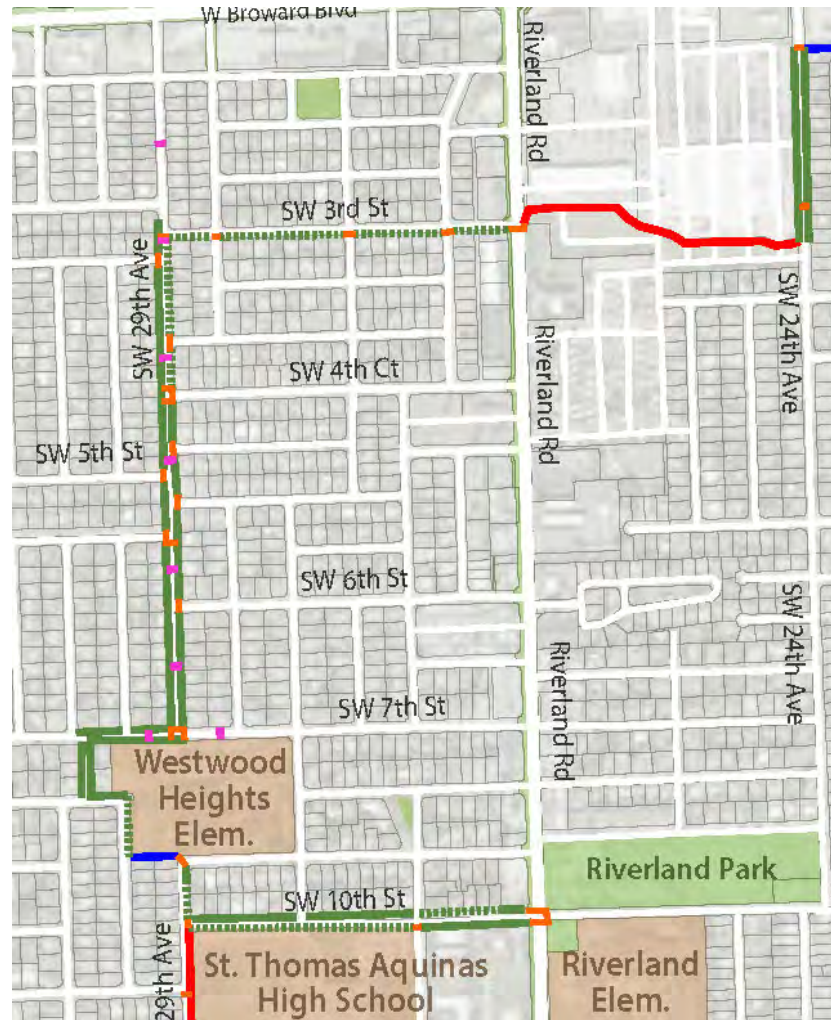 W Broward Blvd
Riverland Rd
SW 3rd St
SW 29th Ave
SW 24th Ave
Riverland Rd
SW 4th Ct
SW 5th St
SW 6th St
SW 24th Ave
Riverland Rd
SW 7th St
Westwood
Heights
Elem.
Riverland Park
SW 10th St
29th Ave
St. Thomas Aquinas
High School
Riverland
Elem.